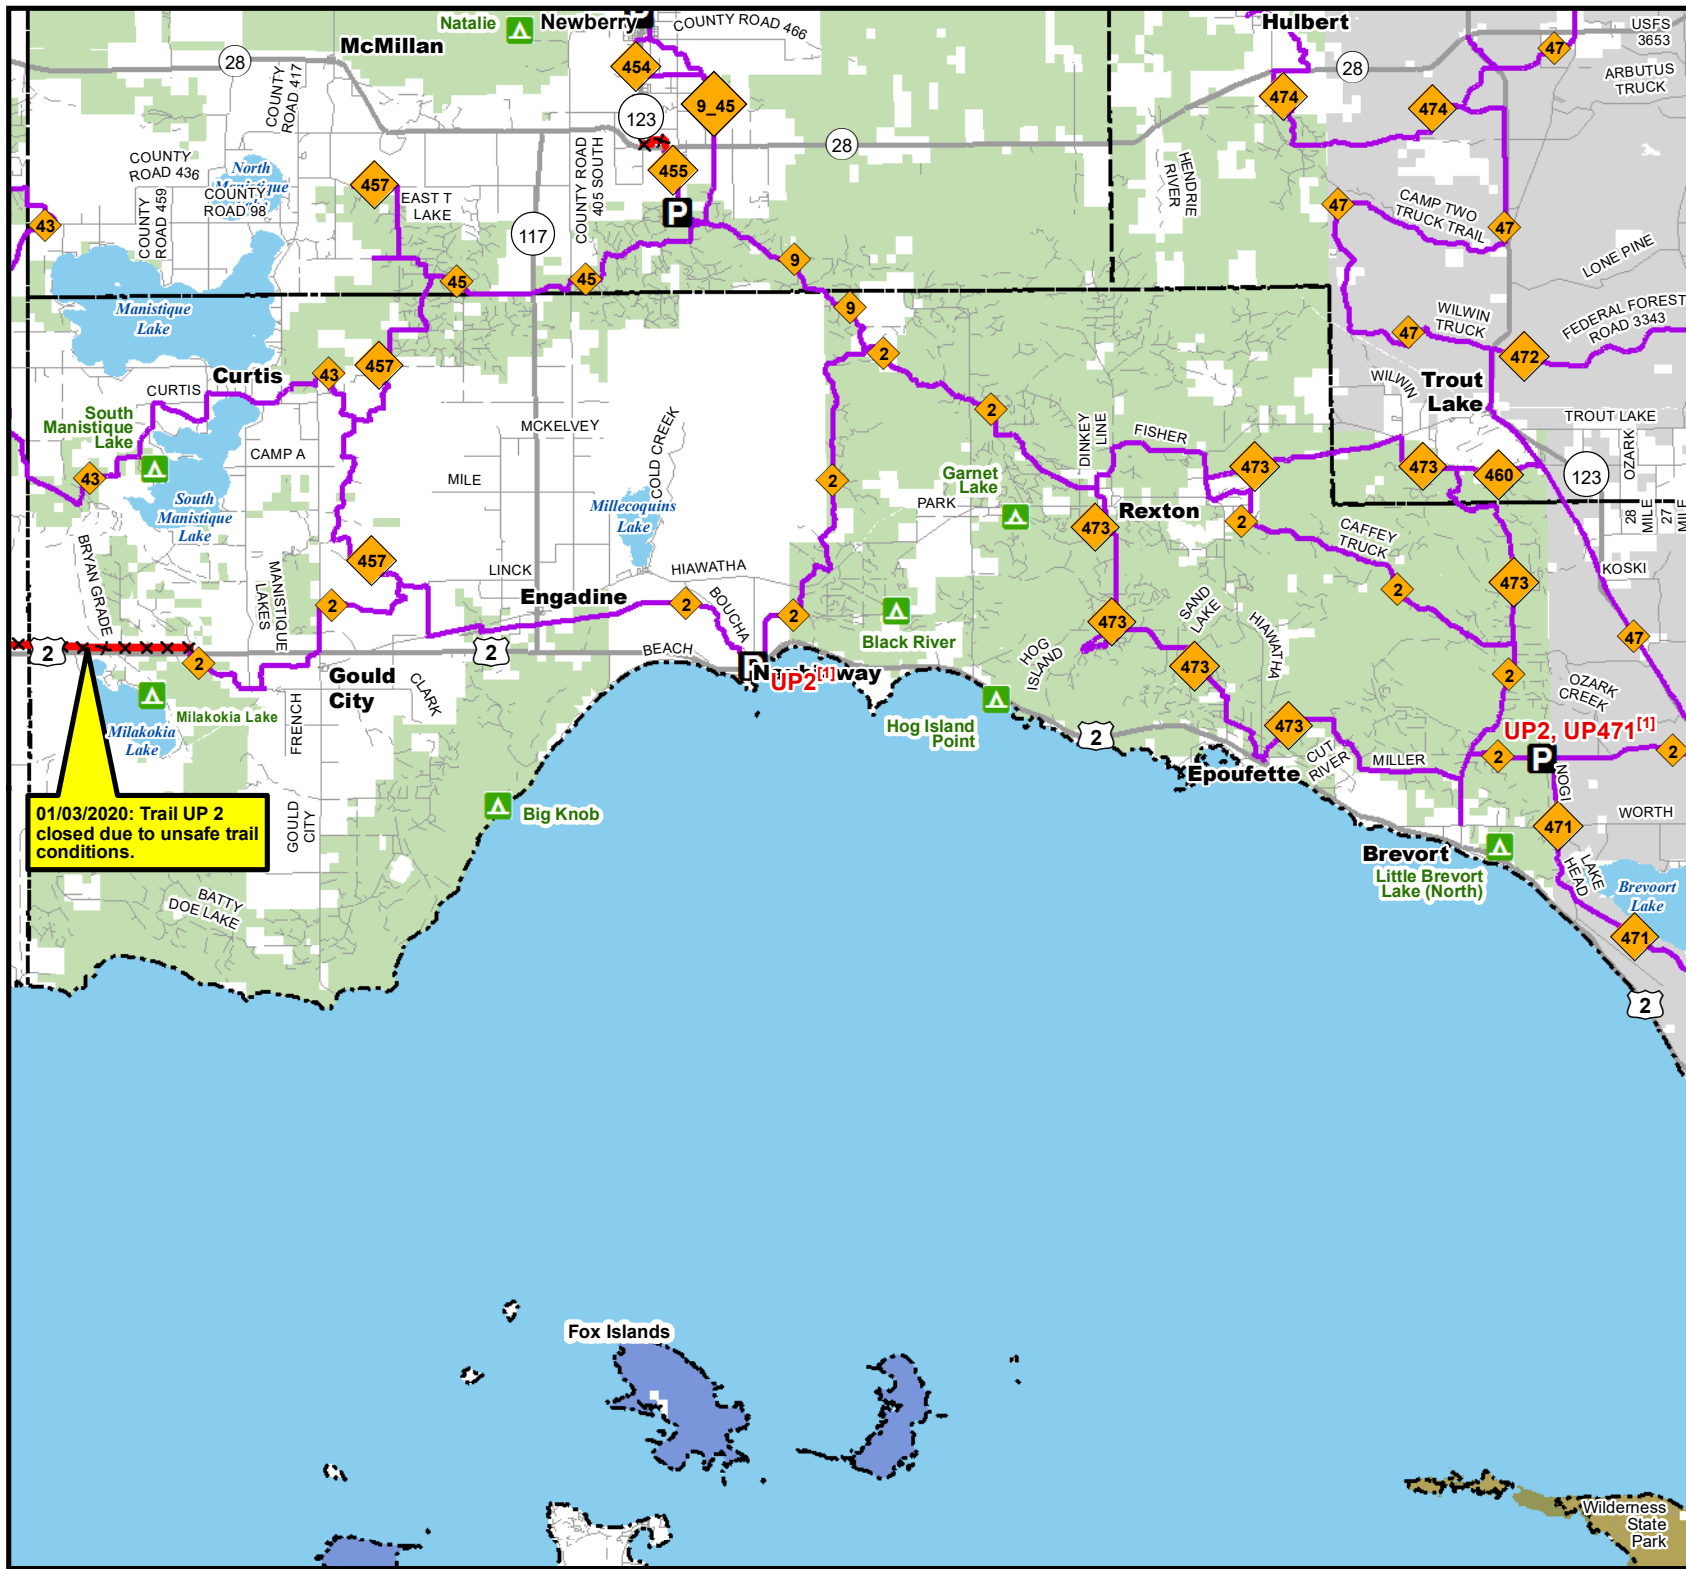 Natalie
Newberry
COUNTY ROAD 466
Hulbert
USFS
3653
McMillan
28
COUNTY
ROAD 417
454
9_45
123
28
47
ARBUTUS
TRUCK
474
474
28
COUNTY
ROAD 436
North
Manistique
COUNTY
ROAD 98
COUNTY
ROAD 459
457
EAST T
LAKE
COUNTY ROAD
405 SOUTH
455
P
HENDRIE
RIVER
47
CAMP TWO
TRUCK TRAIL
47
43
117
9
LONE PINE
45
45
Manistique
Lake
9
WILWIN
TRUCK
FEDERAL FOREST
ROAD 3343
47
472
2
Curtis
43
457
WILWIN
Trout
Lake
CURTIS
South
Manistique
Lake
2
TROUT LAKE
MCKELVEY
COLD CREEK
DINKEY
LINE
FISHER
OZARK
CAMP A
43
MILE
2
Garnet
Lake
473
473
460
123
South
Manistique
Lake
Millecoquins
Lake
PARK
Rexton
473
2
28
MILE
27
MILE
BRYAN GRADE
CAFFEY
TRUCK
457
LINCK
HIAWATHA
KOSKI
MANISTIQUE
LAKES
2
Engadine
2
BOUCHA
2
Black River
473
SAND
LAKE
HIAWATHA
2
473
47
2
2
2
BEACH
HOG
ISLAND
473
2
OZARK
CREEK
Gould
City
CLARK
P
UP2[1]
Milakokia Lake
FRENCH
Milakokia
Lake
Hog Island
Point
2
473
CUT
RIVER
MILLER
UP2, UP471[1]
2
P
2
Epoufette
NOGI
01/03/2020: Trail UP 2
closed due to unsafe trail
conditions.
GOULD
CITY
Big Knob
WORTH
471
Brevort
Little Brevort
Lake (North)
LAKE
HEAD
Brevoort
Lake
BATTY
DOE LAKE
471
2
Fox Islands
Wilderness
State
Park